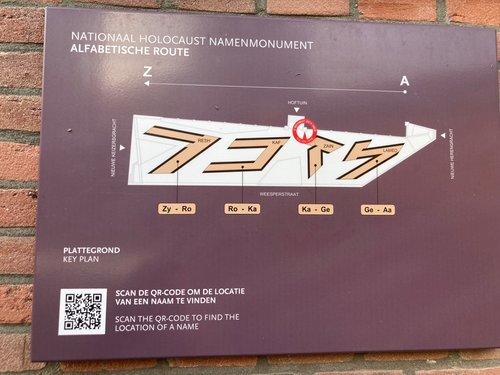 NATIONAAL HOLOCAUST NAMENMONUMENT
ALFABETISCHE ROUTE
Z
A
HOFTUIN
NIEUWE KEIZERSGRACHT
RESH
KAF
ZAIN
LAMED
NIEUWE HERENGRACHT
WEESPERSTRAAT
Zy - Ro
Ro - Ka
Ka - Ge
Ge - Aa
PLATTEGROND
KEY PLAN
SCAN DE QR-CODE OM DE LOCATIE
VAN EEN NAAM TE VINDEN
SCAN THE QR-CODE TO FIND THE
LOCATION OF A NAME